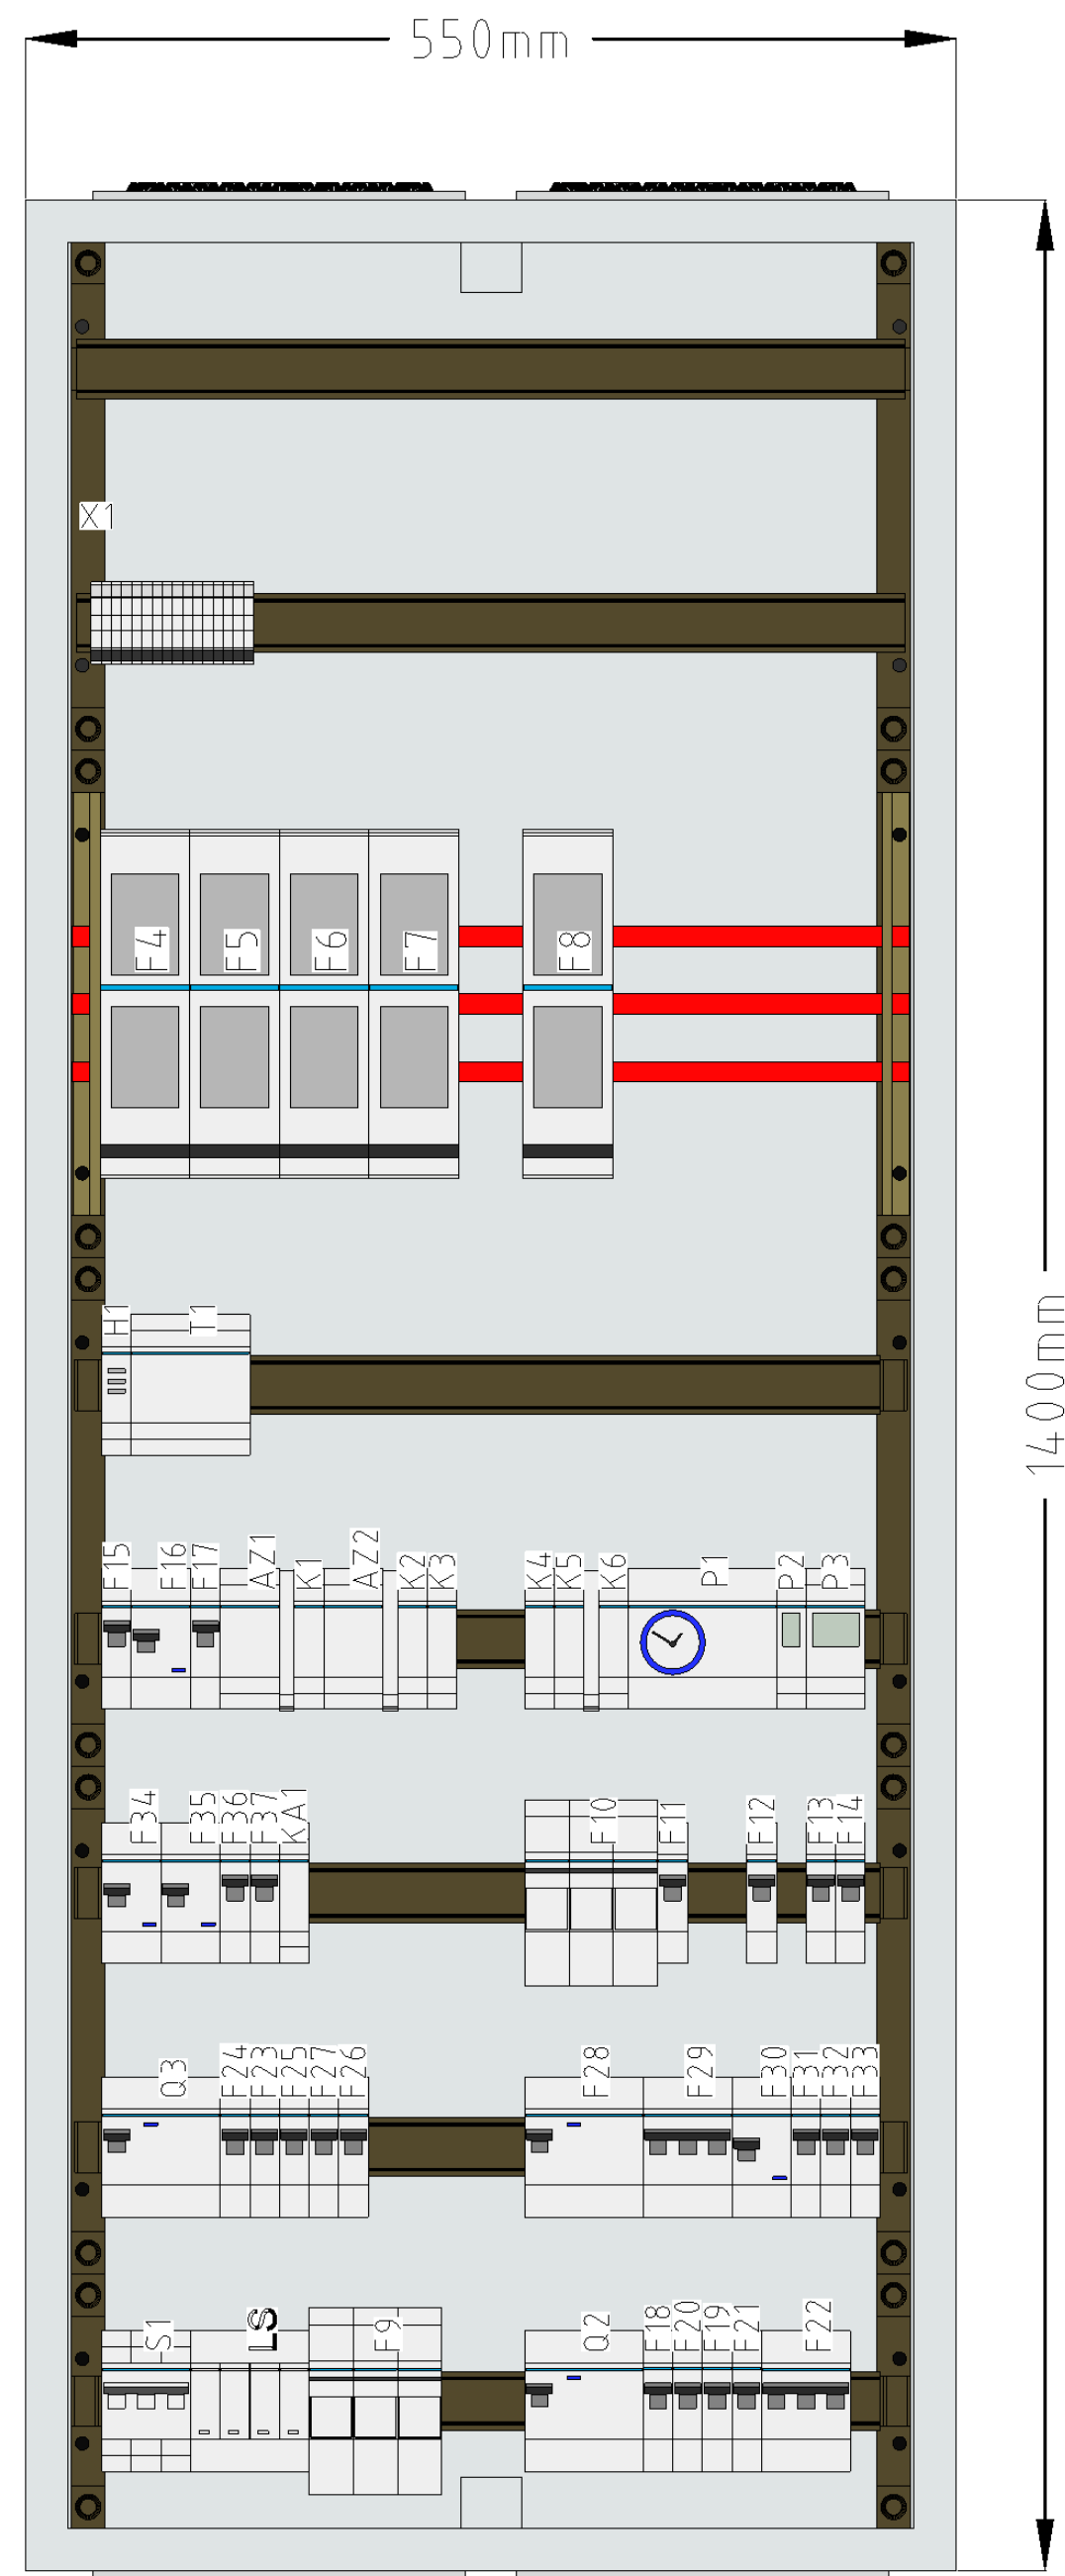 550mm
X1
F4 F5 F6 F7 F8
1400mm
H1 T1
F15 F16 F17 AZ1 K1 AZ2 K2 K3 K4 K5 K6 P1 P2 P3
F34 F35 F36 F37 KA1 F10 F11 F12 F13 F14
Q3 F24 F23 F25 F27 F26 F28 F29 F30 F31 F32 F33
-S1 LS F9 Q2 F18 F20 F19 F21 F22